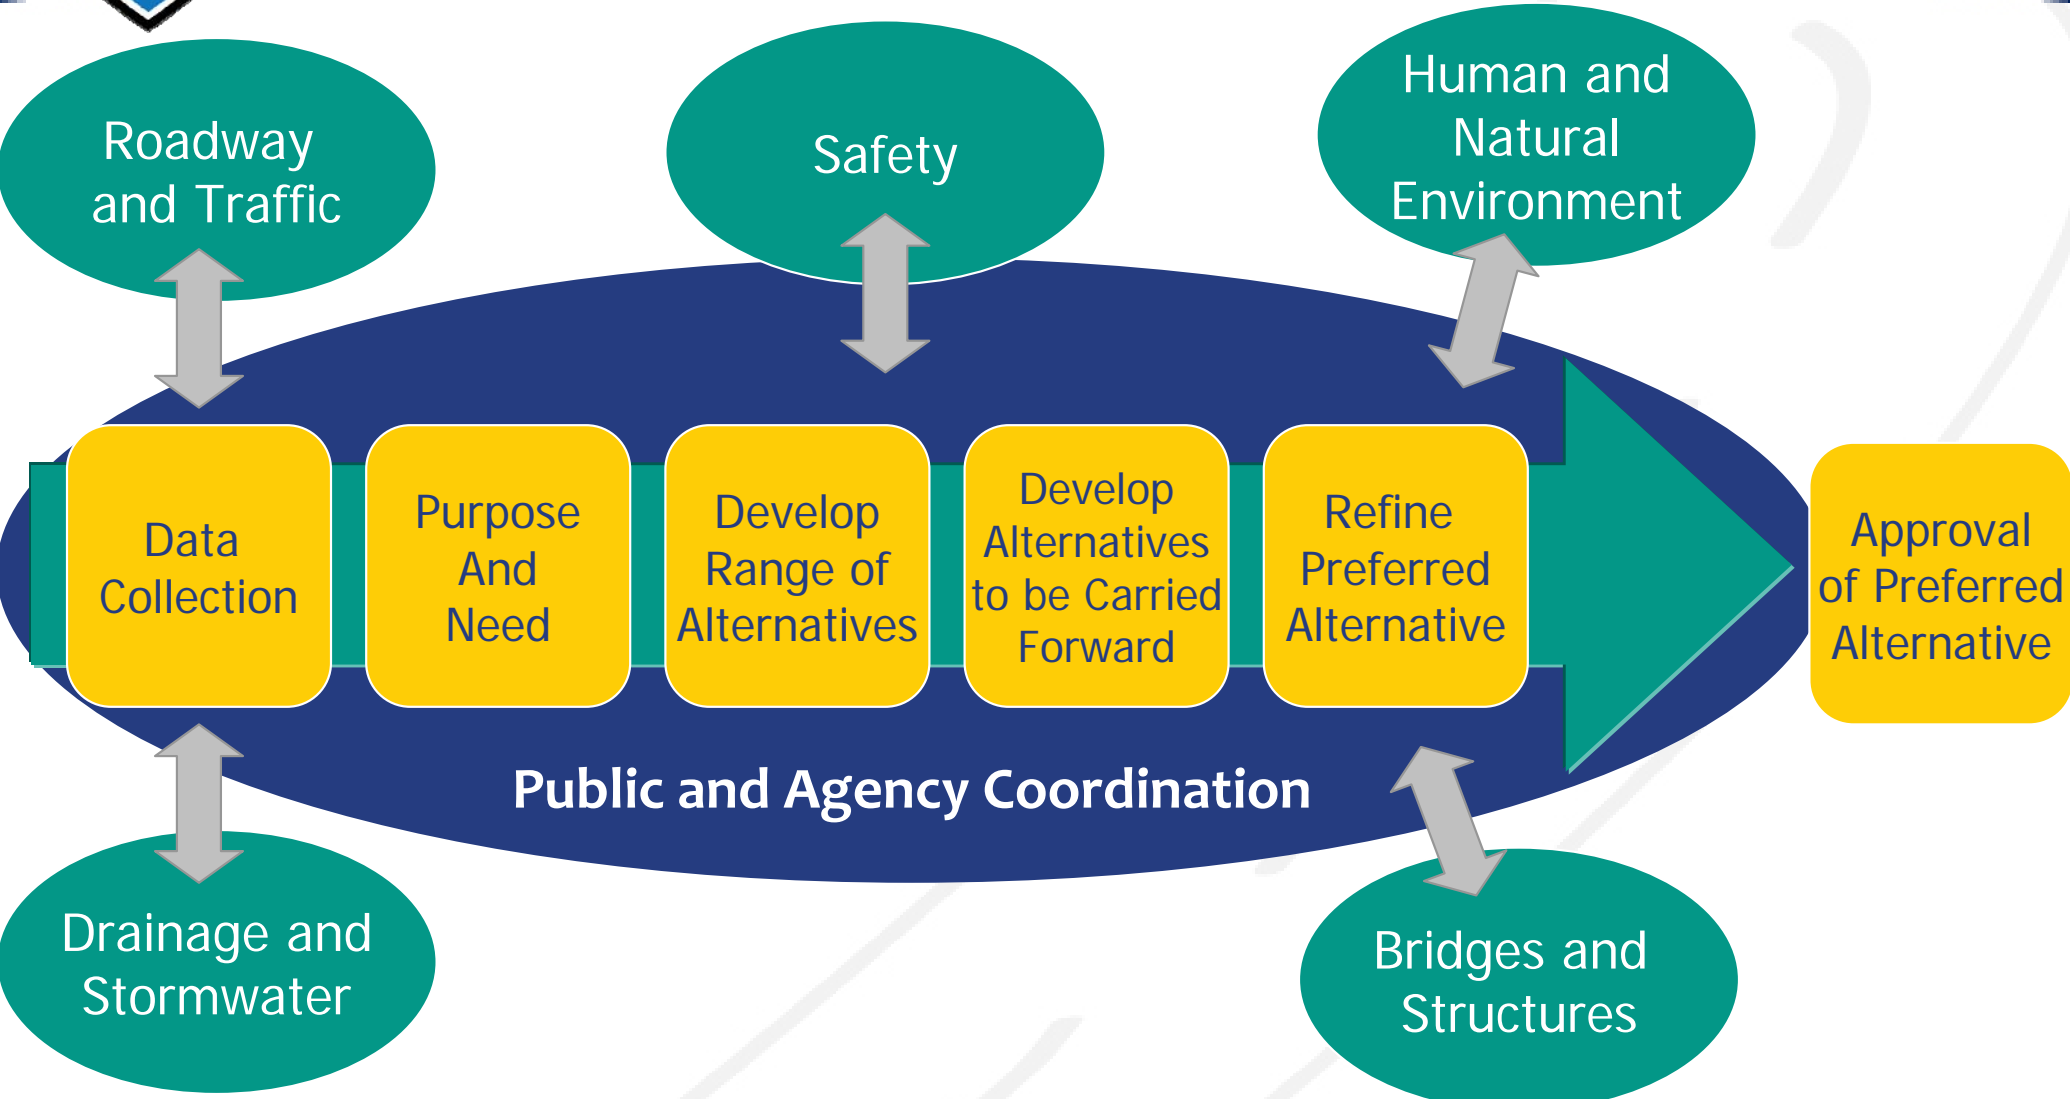 Roadway
and Traffic
Safety
Human and
Natural
Environment
Data
Collection
Purpose
And
Need
Develop
Range of
Alternatives
Develop
Alternatives
to be Carried
Forward
Refine
Preferred
Alternative
Approval
of Preferred
Alternative
Public and Agency Coordination
Drainage and
Stormwater
Bridges and
Structures